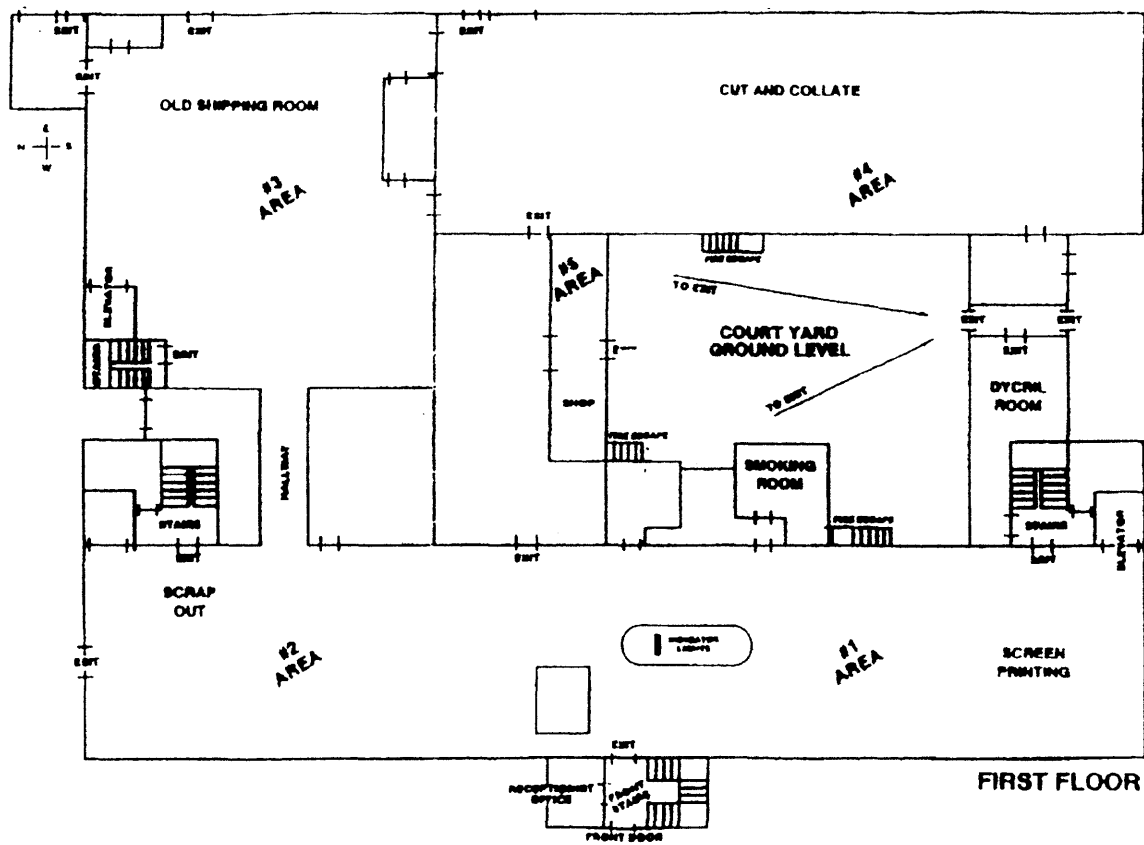 EXIT
EXIT
EXIT
EXIT
OLD SHIPPING ROOM
CUT AND COLLATE
E
N
S
W
#3
AREA
#4
AREA
EXIT
#5
AREA
FIRE ESCAPE
TO EXIT
ELEVATOR
COURT YARD
GROUND LEVEL
EXIT
EXIT
EXIT
STAIRS
EXIT
SHOP
TO EXIT
DYCRIL
ROOM
FIRE ESCAPE
HALLWAY
SMOKING
ROOM
STAIRS
FIRE ESCAPE
STAIRS
ELEVATOR
EXIT
EXIT
EXIT
SCRAP
OUT
EXIT
#2
AREA
INDICATOR
LIGHTS
#1
AREA
SCREEN
PRINTING
EXIT
RECEPTIONIST
OFFICE
FRONT
STAIRS
FRONT DOOR
FIRST FLOOR